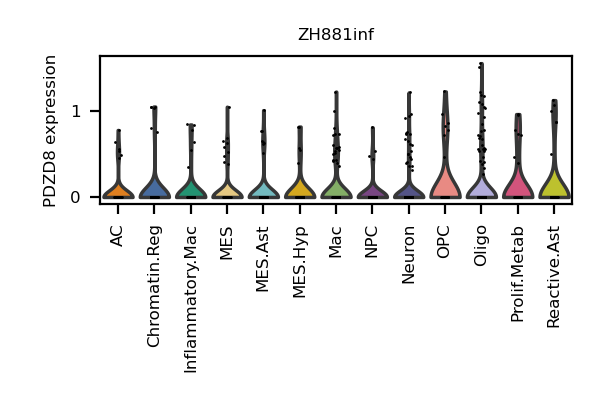 ZH881inf
PDZD8 expression
1
0
AC
Chromatin.Reg
Inflammatory.Mac
MES
MES.Ast
MES.Hyp
Mac
NPC
Neuron
OPC
Oligo
Prolif.Metab
Reactive.Ast